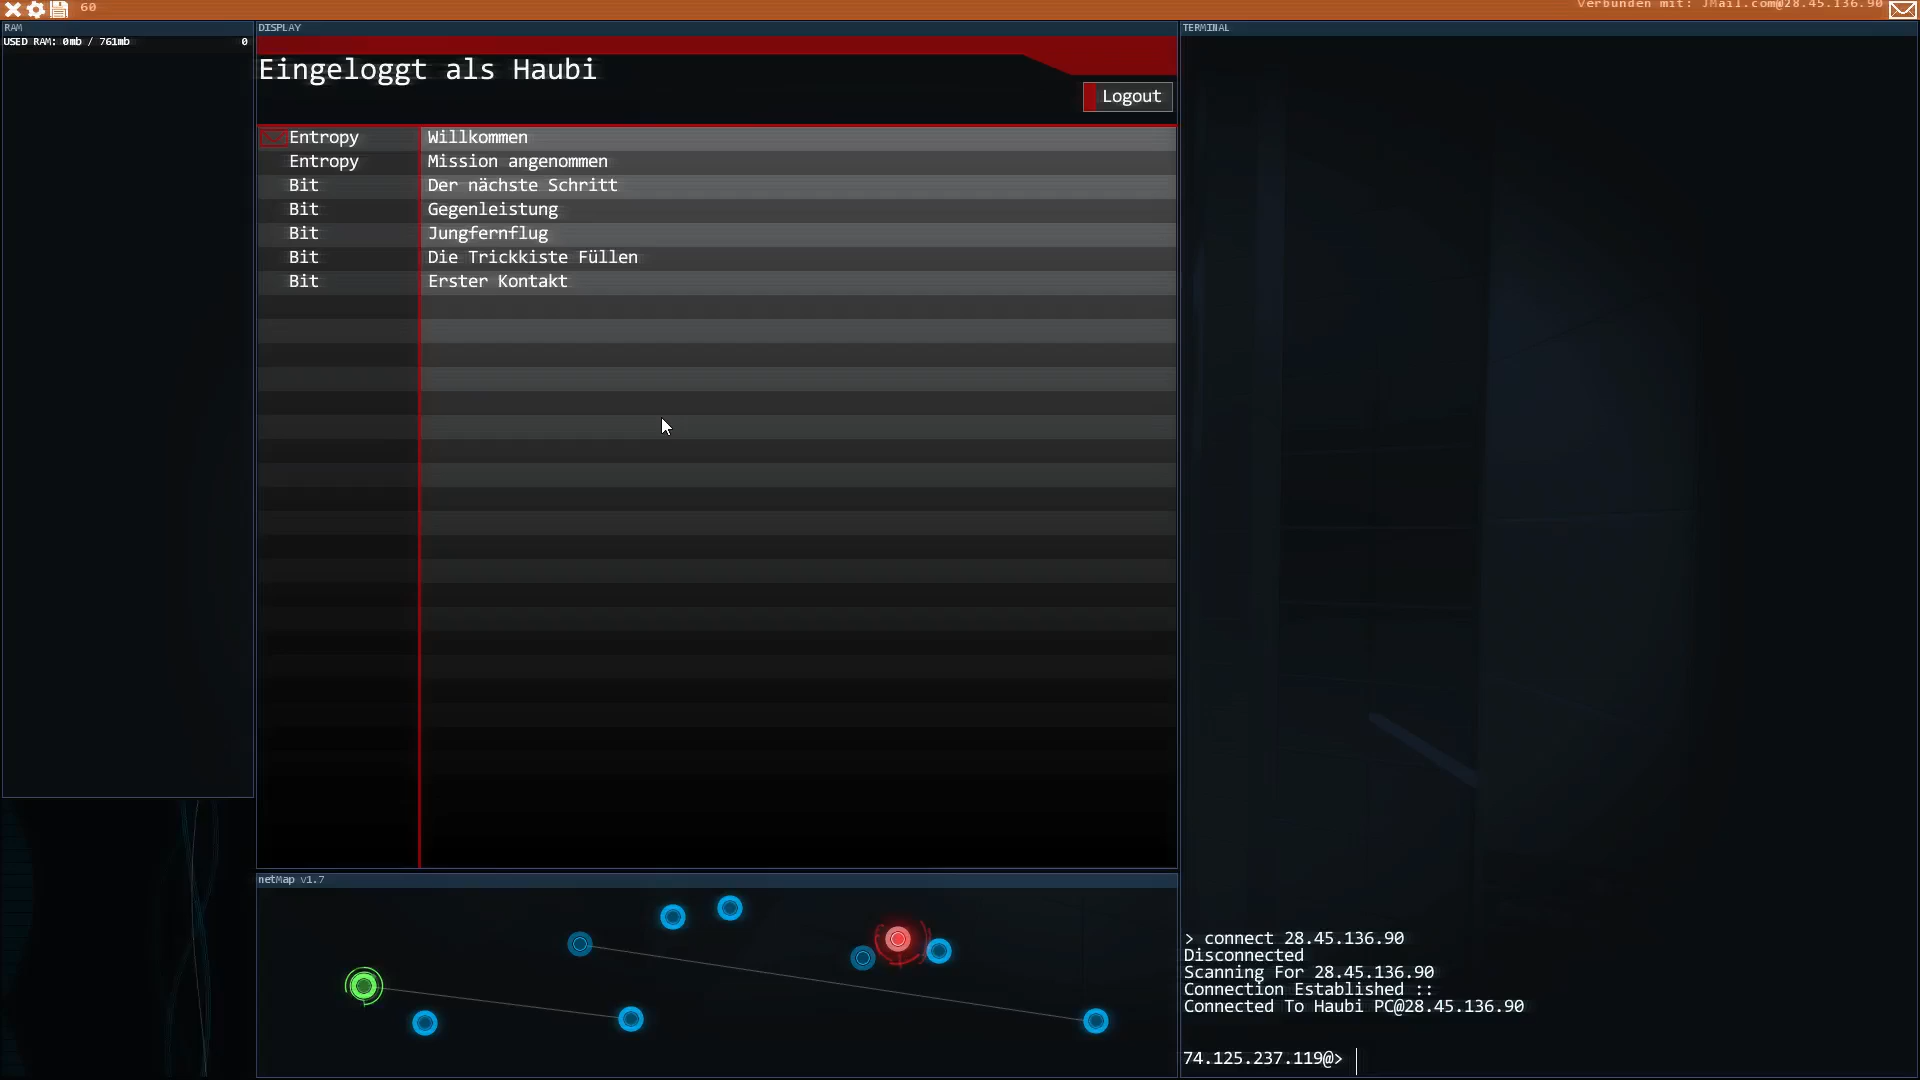 60
Verbunden mit: JMail.com@28.45.136.90
RAM
USED RAM: 0mb / 761mb
0
DISPLAY
Eingeloggt als Haubi
Logout
Entropy Willkommen
Entropy Mission angenommen
Bit Der nächste Schritt
Bit Gegenleistung
Bit Jungfernflug
Bit Die Trickkiste Füllen
Bit Erster Kontakt
netMap v1.7
TERMINAL
> connect 28.45.136.90
Disconnected
Scanning For 28.45.136.90
Connection Established ::
Connected To Haubi PC@28.45.136.90
74.125.237.119@>